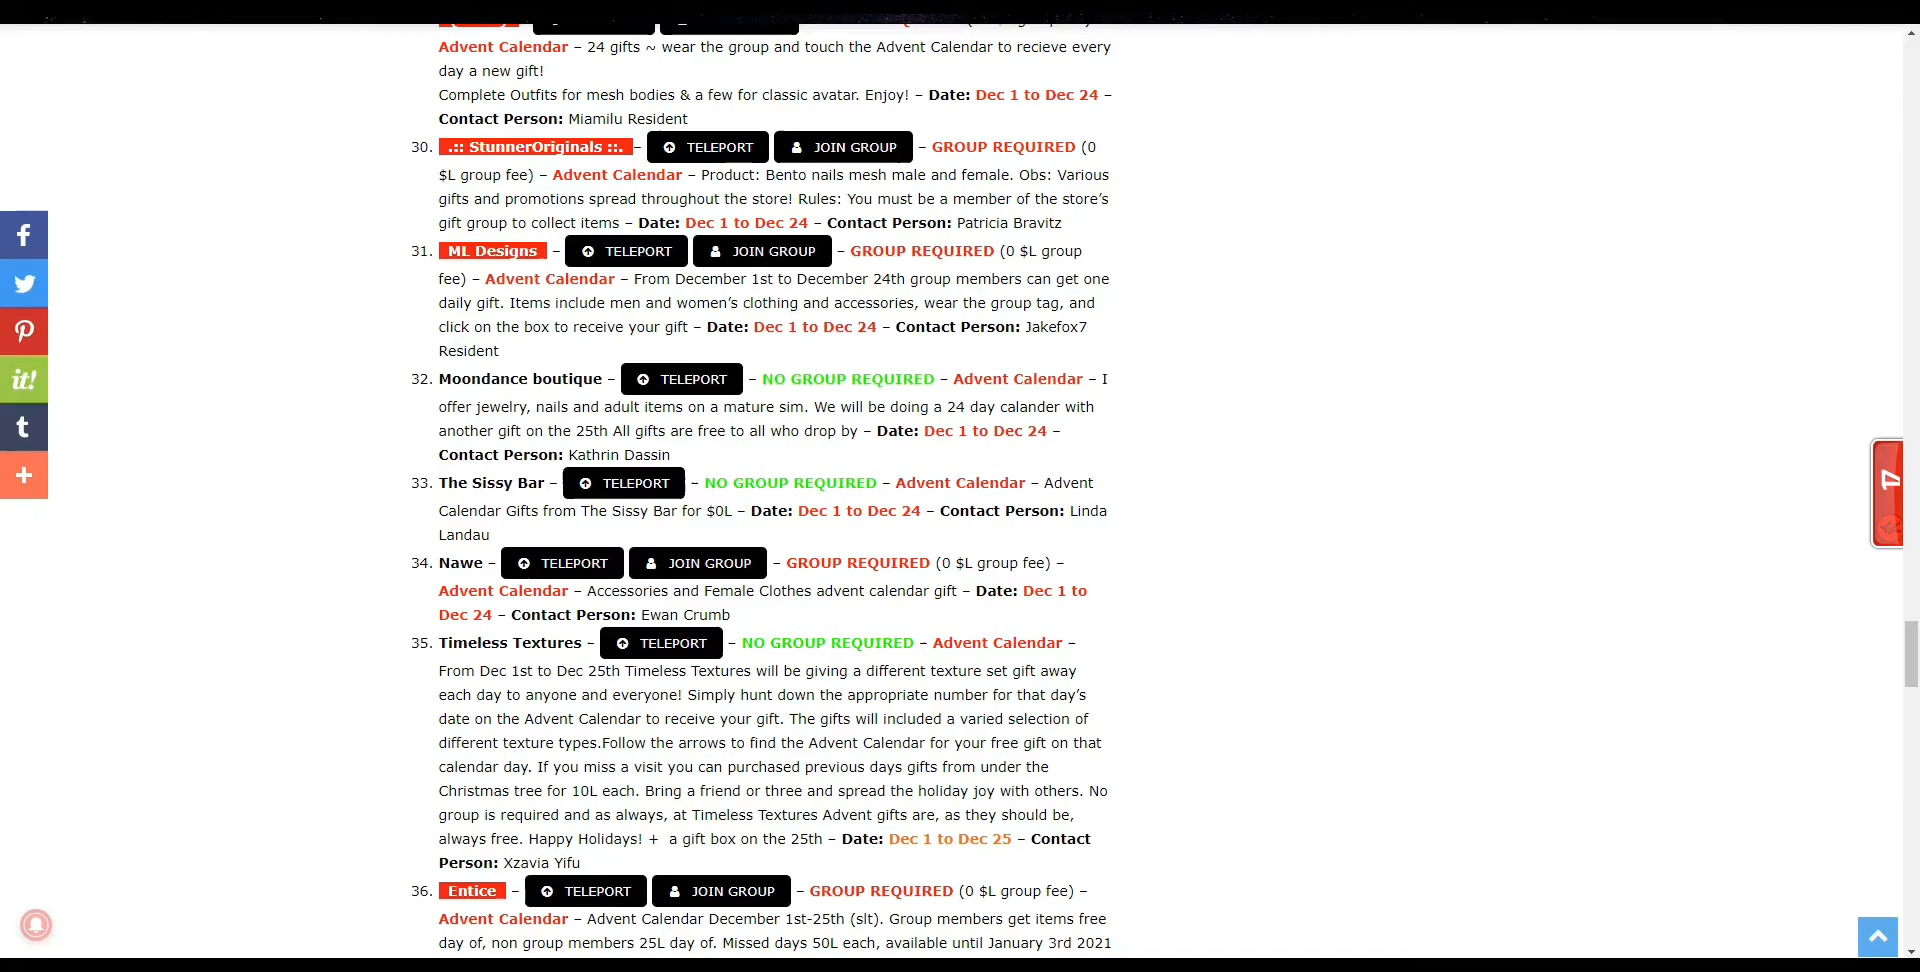 Advent Calendar – 24 gifts ~ wear the group and touch the Advent Calendar to recieve every
day a new gift!
Complete Outfits for mesh bodies & a few for classic avatar. Enjoy! – Date: Dec 1 to Dec 24 –
Contact Person: Miamilu Resident
30. .:: StunnerOriginals ::. – TELEPORT JOIN GROUP – GROUP REQUIRED (0
$L group fee) – Advent Calendar – Product: Bento nails mesh male and female. Obs: Various
gifts and promotions spread throughout the store! Rules: You must be a member of the store’s
gift group to collect items – Date: Dec 1 to Dec 24 – Contact Person: Patricia Bravitz
31. ML Designs – TELEPORT JOIN GROUP – GROUP REQUIRED (0 $L group
fee) – Advent Calendar – From December 1st to December 24th group members can get one
daily gift. Items include men and women’s clothing and accessories, wear the group tag, and
click on the box to receive your gift – Date: Dec 1 to Dec 24 – Contact Person: Jakefox7
Resident
32. Moondance boutique – TELEPORT – NO GROUP REQUIRED – Advent Calendar – I
offer jewelry, nails and adult items on a mature sim. We will be doing a 24 day calander with
another gift on the 25th All gifts are free to all who drop by – Date: Dec 1 to Dec 24 –
Contact Person: Kathrin Dassin
33. The Sissy Bar – TELEPORT – NO GROUP REQUIRED – Advent Calendar – Advent
Calendar Gifts from The Sissy Bar for $0L – Date: Dec 1 to Dec 24 – Contact Person: Linda
Landau
34. Nawe – TELEPORT JOIN GROUP – GROUP REQUIRED (0 $L group fee) –
Advent Calendar – Accessories and Female Clothes advent calendar gift – Date: Dec 1 to
Dec 24 – Contact Person: Ewan Crumb
35. Timeless Textures – TELEPORT – NO GROUP REQUIRED – Advent Calendar –
From Dec 1st to Dec 25th Timeless Textures will be giving a different texture set gift away
each day to anyone and everyone! Simply hunt down the appropriate number for that day’s
date on the Advent Calendar to receive your gift. The gifts will included a varied selection of
different texture types.Follow the arrows to find the Advent Calendar for your free gift on that
calendar day. If you miss a visit you can purchased previous days gifts from under the
Christmas tree for 10L each. Bring a friend or three and spread the holiday joy with others. No
group is required and as always, at Timeless Textures Advent gifts are, as they should be,
always free. Happy Holidays! + a gift box on the 25th – Date: Dec 1 to Dec 25 – Contact
Person: Xzavia Yifu
36. Entice – TELEPORT JOIN GROUP – GROUP REQUIRED (0 $L group fee) –
Advent Calendar – Advent Calendar December 1st-25th (slt). Group members get items free
day of, non group members 25L day of. Missed days 50L each, available until January 3rd 2021
it!